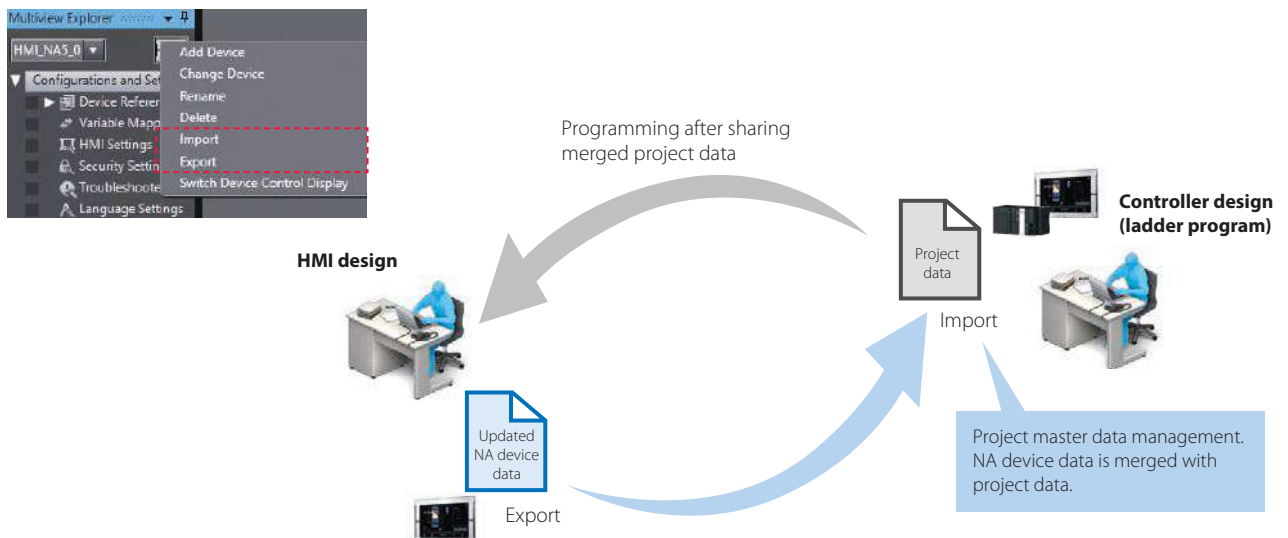 Multiview Explorer
HMI_NA5_0
Add Device
Change Device
Rename
Delete
Import
Export
Switch Device Control Display
Configurations and Set
Device Referen
Variable Mapp
HMI Settings
Security Settin
Troubleshoote
Language Settings
Programming after sharing
merged project data
HMI design
Controller design
(ladder program)
Project
data
Import
Updated
NA device
data
Export
Project master data management.
NA device data is merged with
project data.